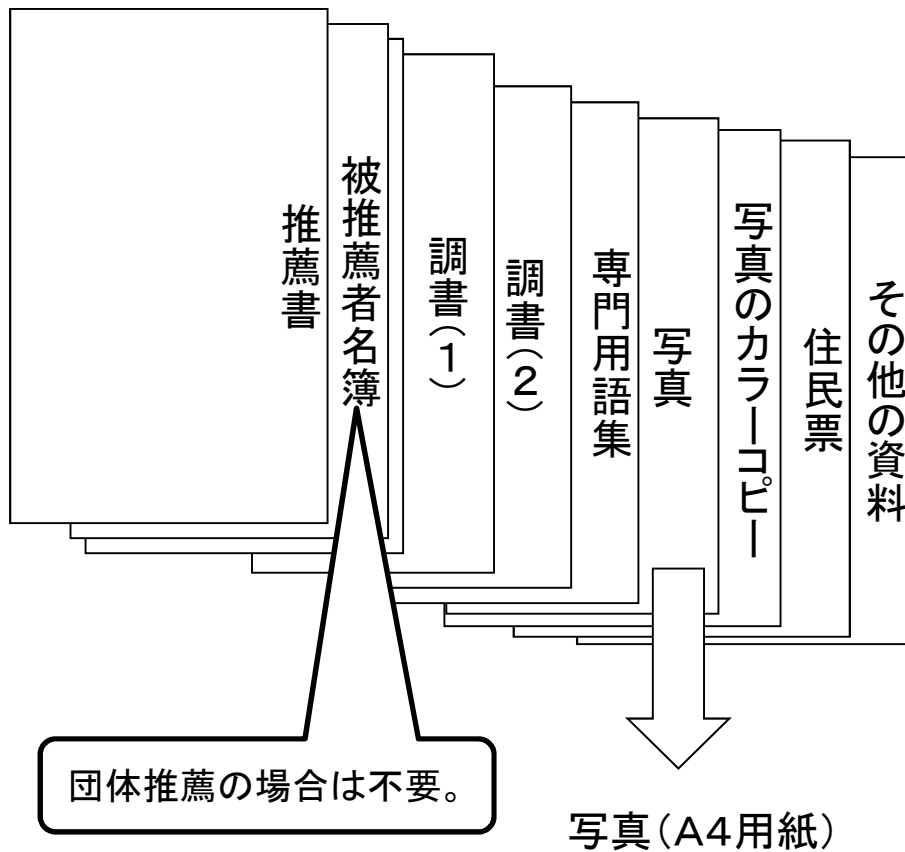 推薦書
被推薦者名簿
調書（１）
調書（２）
専門用語集
写真
写真のカラーコピー
住民票
その他の資料
団体推薦の場合は不要。
写真（Ａ４用紙）